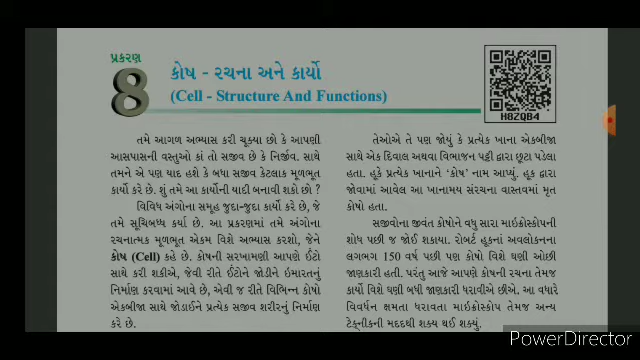 પ્રકરણ
8
કોષ - રચના અને કાર્યો
(Cell - Structure And Functions)
H8ZQB4
તમે આગળ અભ્યાસ કરી ચૂક્યા છો કે આપણી
આસપાસની વસ્તુઓ કાં તો સજીવ છે કે નિર્જીવ. સાથે
તમને એ પણ યાદ હશે કે બધા સજીવ કેટલાક મૂળભૂત
કાર્યો કરે છે. શું તમે આ કાર્યોની યાદી બનાવી શકો છો ?
વિવિધ અંગોના સમૂહ જુદા-જુદા કાર્યો કરે છે, જે
તમે સૂચિબધ્ધ કર્યા છે. આ પ્રકરણમાં તમે અંગોના
રચનાત્મક મૂળભૂત એકમ વિશે અભ્યાસ કરશો, જેને
કોષ (Cell) કહે છે. કોષની સરખામણી આપણે ઈંટો
સાથે કરી શકીએ, જેવી રીતે ઈંટોને જોડીને ઇમારતનું
નિર્માણ કરવામાં આવે છે, એવી જ રીતે વિભિન્ન કોષો
એકબીજા સાથે જોડાઈને પ્રત્યેક સજીવ શરીરનું નિર્માણ
કરે છે.
તેઓએ તે પણ જોયું કે પ્રત્યેક ખાના એકબીજા
સાથે એક દિવાલ અથવા વિભાજન પટ્ટી દ્વારા છૂટા પડેલા
હતા. હૂકે પ્રત્યેક ખાનાને ‘કોષ’ નામ આપ્યું. હૂક દ્વારા
જોવામાં આવેલ આ ખાનામય સંરચના વાસ્તવમાં મૃત
કોષો હતા.
સજીવોના જીવંત કોષોને વધુ સારા માઇક્રોસ્કોપની
શોધ પછી જ જોઈ શકાયા. રોબર્ટ હૂકનાં અવલોકનના
લગભગ 150 વર્ષ પછી પણ કોષ વિશે ઘણી ઓછી
જાણકારી હતી. પરંતુ આજે આપણે કોષની રચના તેમજ
કાર્યો વિશે ઘણી બધી જાણકારી ધરાવીએ છીએ. આ વધારે
વિવર્ધન ક્ષમતા ધરાવતા માઇક્રોસ્કોપ તેમજ અન્ય
ટેક્નીકની મદદથી શક્ય થઈ શક્યું.
PowerDirector